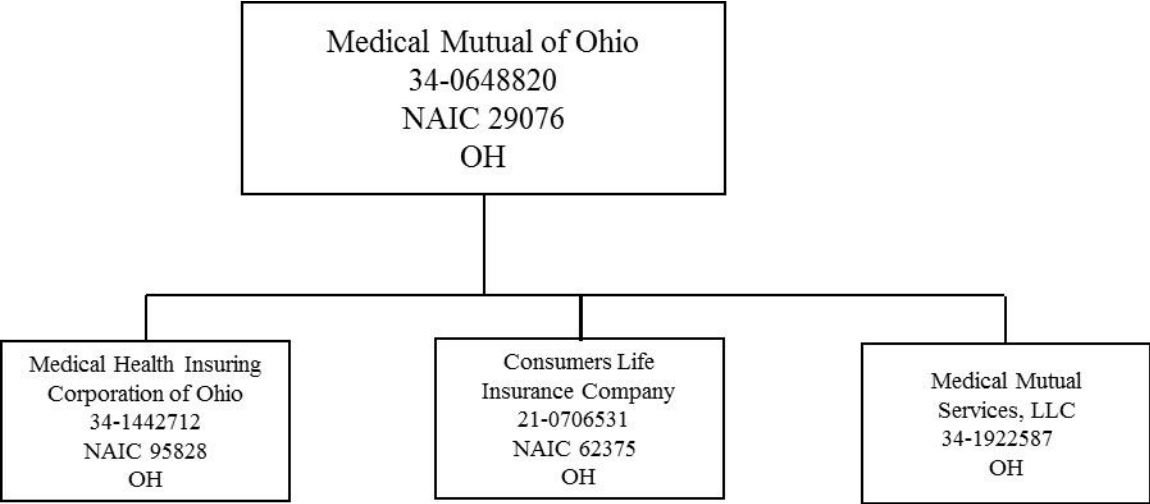 Medical Mutual of Ohio
34-0648820
NAIC 29076
OH
Medical Health Insuring
Corporation of Ohio
34-1442712
NAIC 95828
OH
Consumers Life
Insurance Company
21-0706531
NAIC 62375
OH
Medical Mutual
Services, LLC
34-1922587
OH